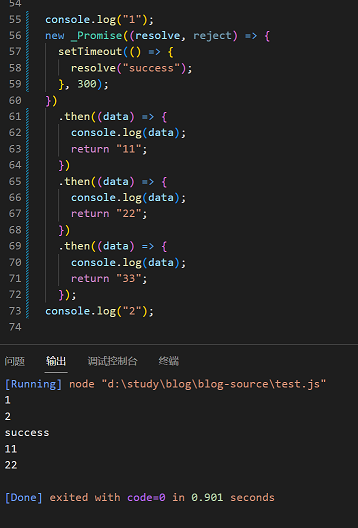 54
55 console.log("1");
56 new _Promise((resolve, reject) => {
57 setTimeout(() => {
58 resolve("success");
59 }, 300);
60 })
61 .then((data) => {
62 console.log(data);
63 return "11";
64 })
65 .then((data) => {
66 console.log(data);
67 return "22";
68 })
69 .then((data) => {
70 console.log(data);
71 return "33";
72 });
73 console.log("2");
74
问题 输出 调试控制台 终端
[Running] node "d:\study\blog\blog-source\test.js"
1
2
success
11
22
[Done] exited with code=0 in 0.901 seconds